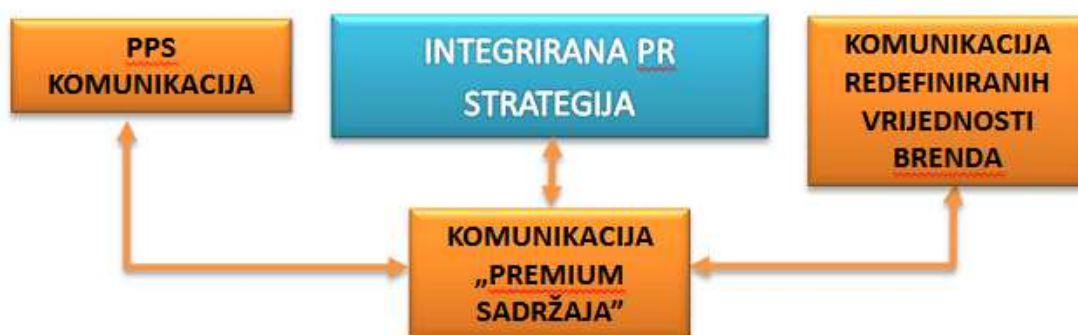 PPS
KOMUNIKACIJA
INTEGRIRANA PR
STRATEGIJA
KOMUNIKACIJA
REDEFINIRANIH
VRIJEDNOSTI
BRENDA
KOMUNIKACIJA
„PREMIUM
SADRŽAJA”